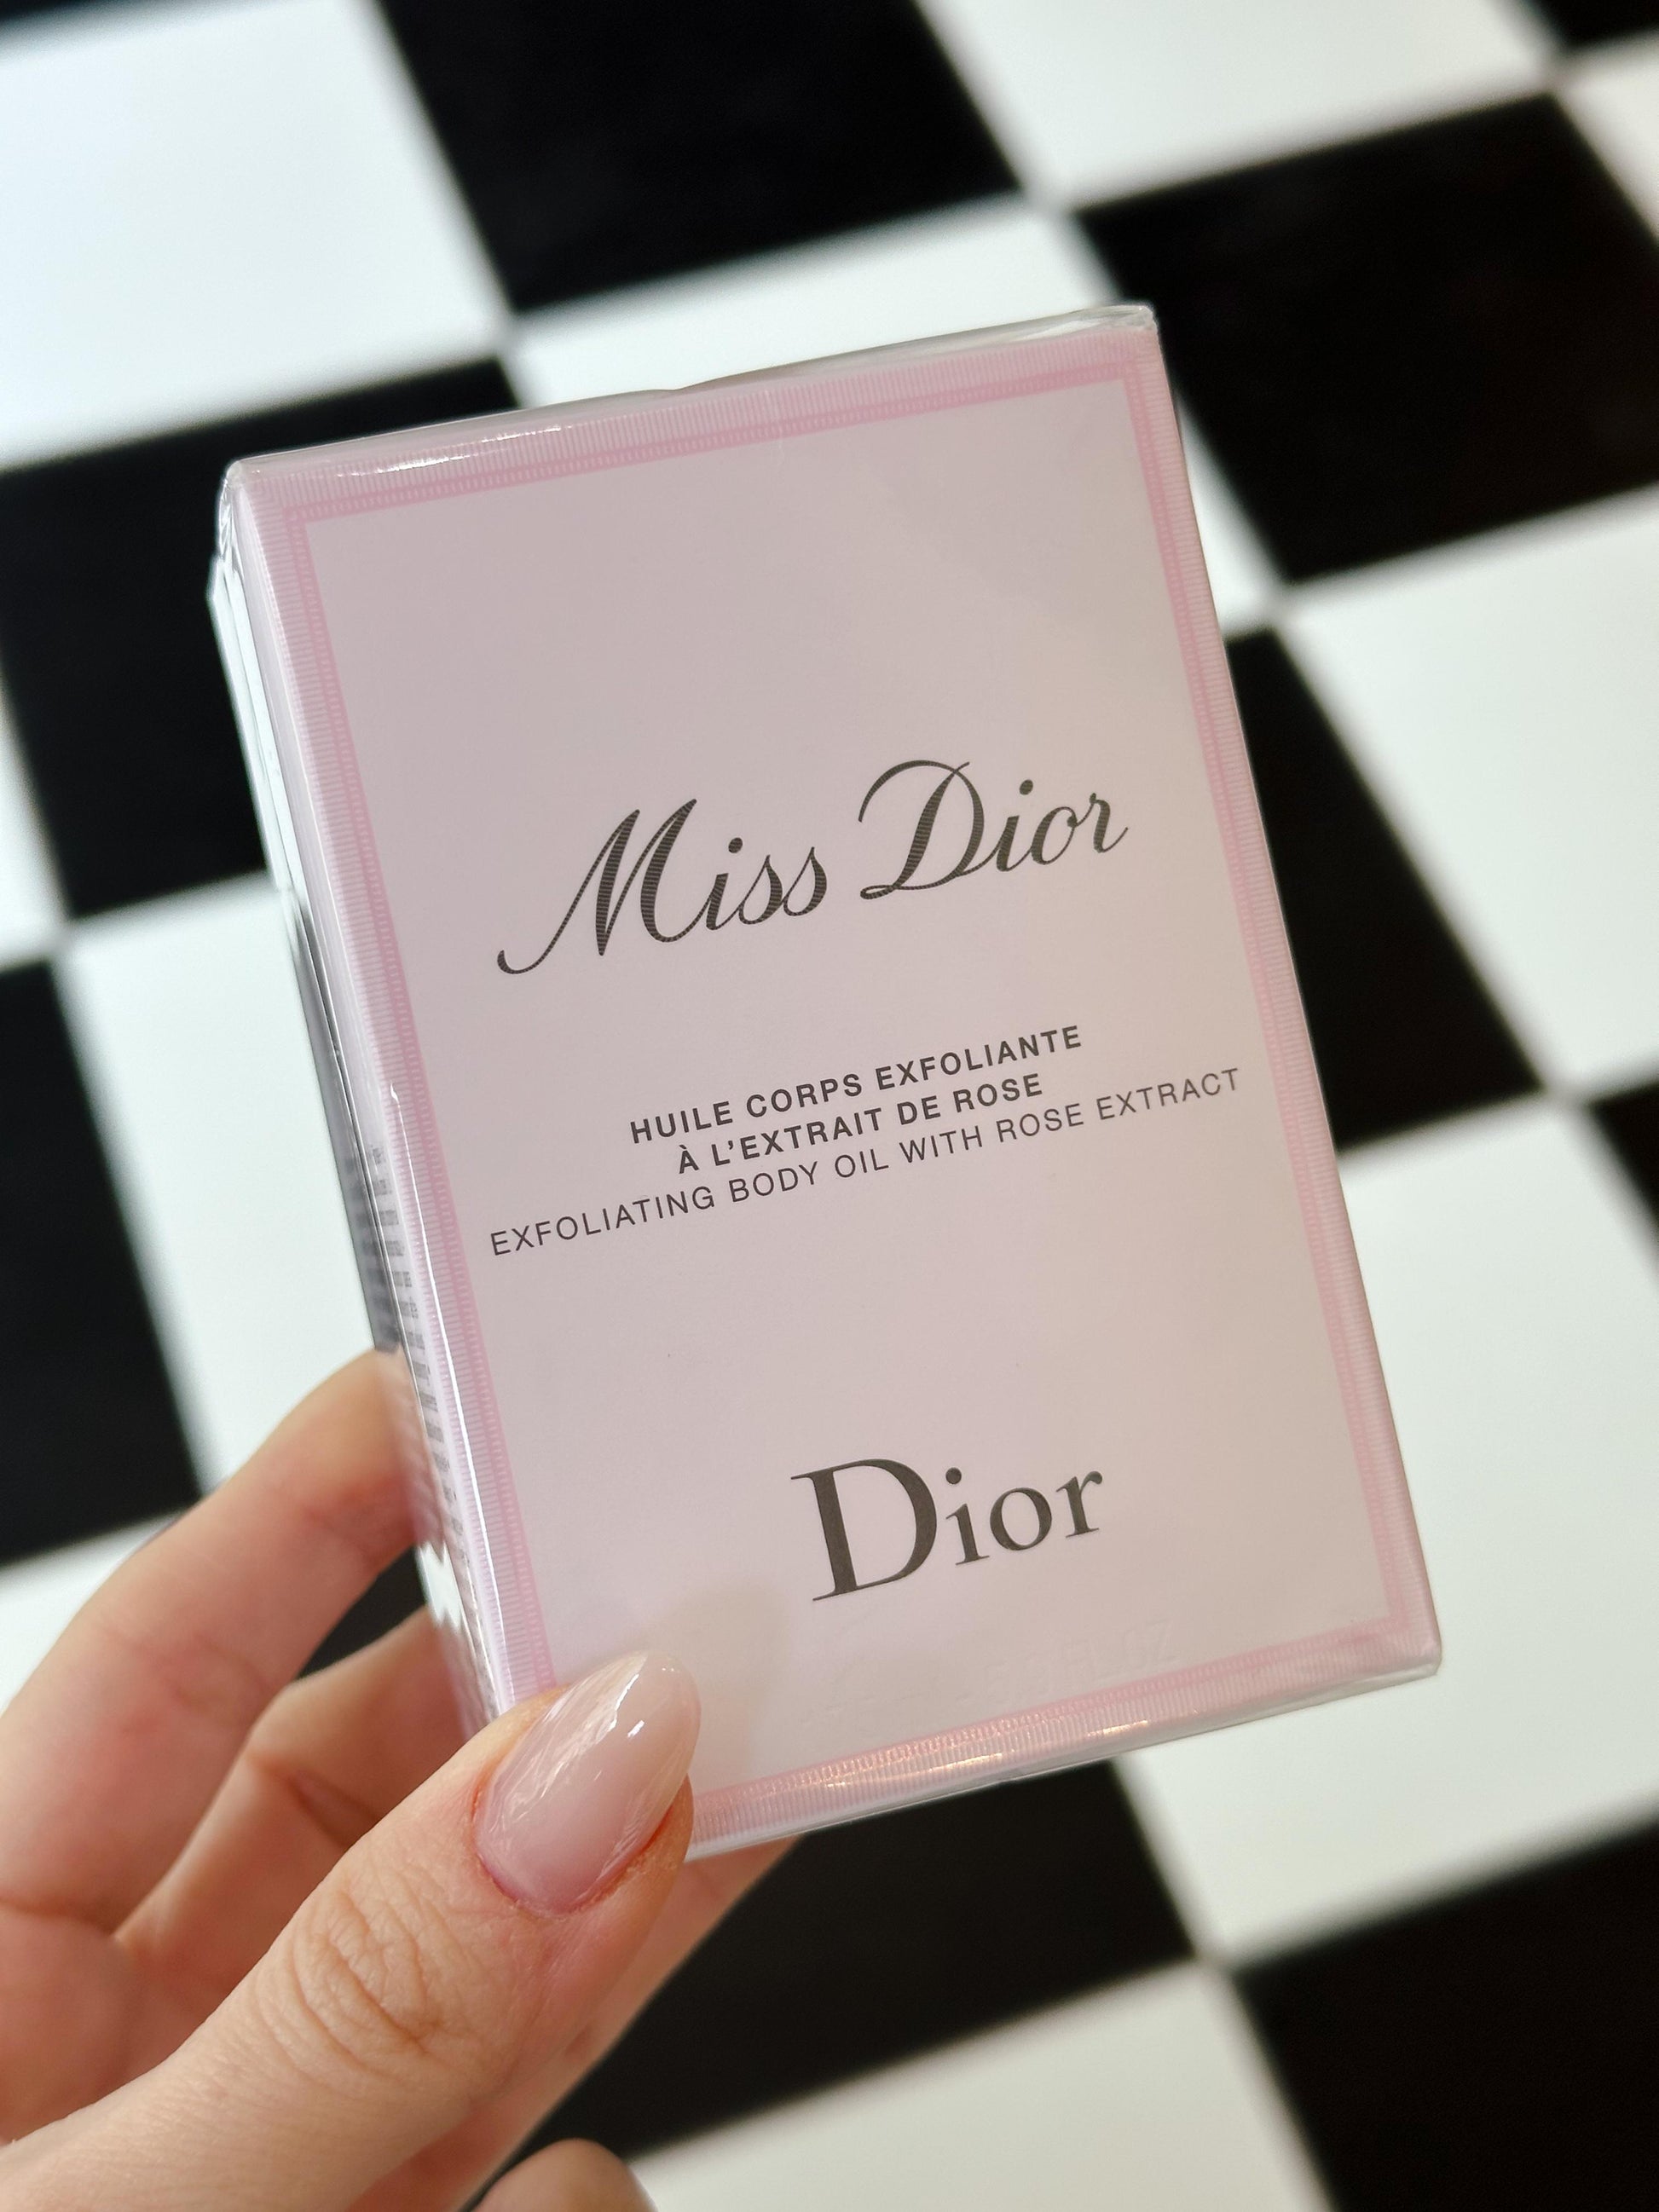 Miss Dior
HUILE CORPS EXFOLIANTE
À L'EXTRAIT DE ROSE
EXFOLIATING BODY OIL WITH ROSE EXTRACT
Dior